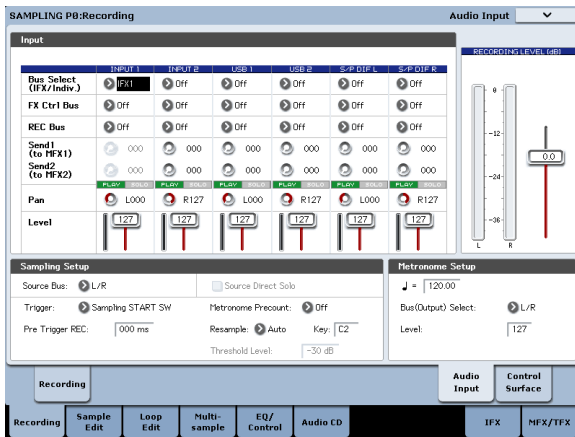 SAMPLING P0:Recording Audio Input
Input
RECORDING LEVEL (dB)
INPUT 1 INPUT 2 USB 1 USB 2 S/P DIF L S/P DIF R
Bus Select (IFX/Indiv.) IFX1 Off Off Off Off Off
FX Ctrl Bus Off Off Off Off Off Off
REC Bus Off Off Off Off Off Off
Send1 (to MFX1) 000 000 000 000 000 000
Send2 (to MFX2) 000 000 000 000 000 000
PLAY SOLO PLAY SOLO PLAY SOLO PLAY SOLO PLAY SOLO PLAY SOLO
Pan L000 R127 L000 R127 L000 R127
Level 127 127 127 127 127 127
0
-12
-24
-36
L R
0.0
Sampling Setup
Source Bus: L/R Source Direct Solo
Trigger: Sampling START SW Metronome Precount: Off
Pre Trigger REC: 000 ms Resample: Auto Key: C2
Threshold Level: -30 dB
Metronome Setup
♩ = 120.00
Bus(Output) Select: L/R
Level: 127
Recording Audio Input Control Surface
Recording Sample Edit Loop Edit Multi-sample EQ/Control Audio CD IFX MFX/TFX